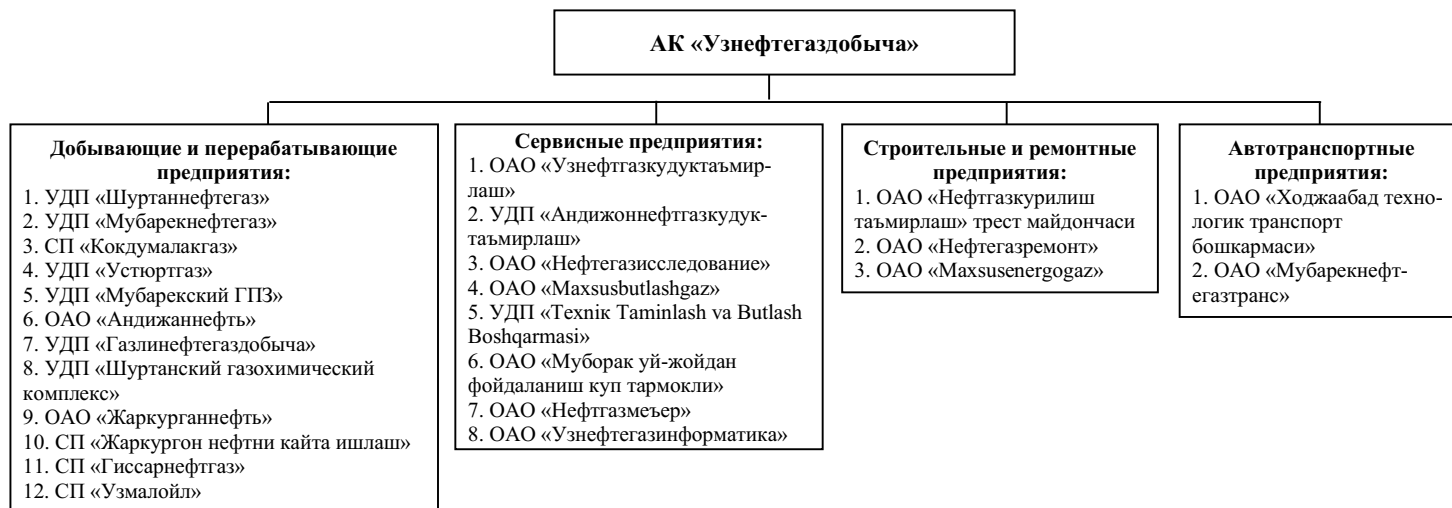 АК «Узнефтегаздобыча»
Добывающие и перерабатывающие
предприятия:
1. УДП «Шуртаннефтегаз»
2. УДП «Мубарекнефтегаз»
3. СП «Кокдумалакгаз»
4. УДП «Устюртгаз»
5. УДП «Мубарекский ГПЗ»
6. ОАО «Андижаннефть»
7. УДП «Газлинефтегаздобыча»
8. УДП «Шуртанский газохимический
комплекс»
9. ОАО «Жаркурганнефть»
10. СП «Жаркургон нефтни кайта ишлаш»
11. СП «Гиссарнефтгаз»
12. СП «Узмалойл»
Сервисные предприятия:
1. ОАО «Узнефтгазкудуктаъмир-
лаш»
2. УДП «Андижоннефтгазкудук-
таъмирлаш»
3. ОАО «Нефтегазисследование»
4. ОАО «Maxsusbutlashgaz»
5. УДП «Texniк Taminlash va Butlash
Boshqarmasi»
6. ОАО «Муборак уй-жойдан
фойдаланиш куп тармокли»
7. ОАО «Нефтгазмеъер»
8. ОАО «Узнефтегазинформатика»
Строительные и ремонтные
предприятия:
1. ОАО «Нефтгазкурилиш
таъмирлаш» трест майдончаси
2. ОАО «Нефтегазремонт»
3. ОАО «Maxsusenergogaz»
Автотранспортные
предприятия:
1. ОАО «Ходжаабад техно-
логик транспорт
бошкармаси»
2. ОАО «Мубарекнефт-
егазтранс»